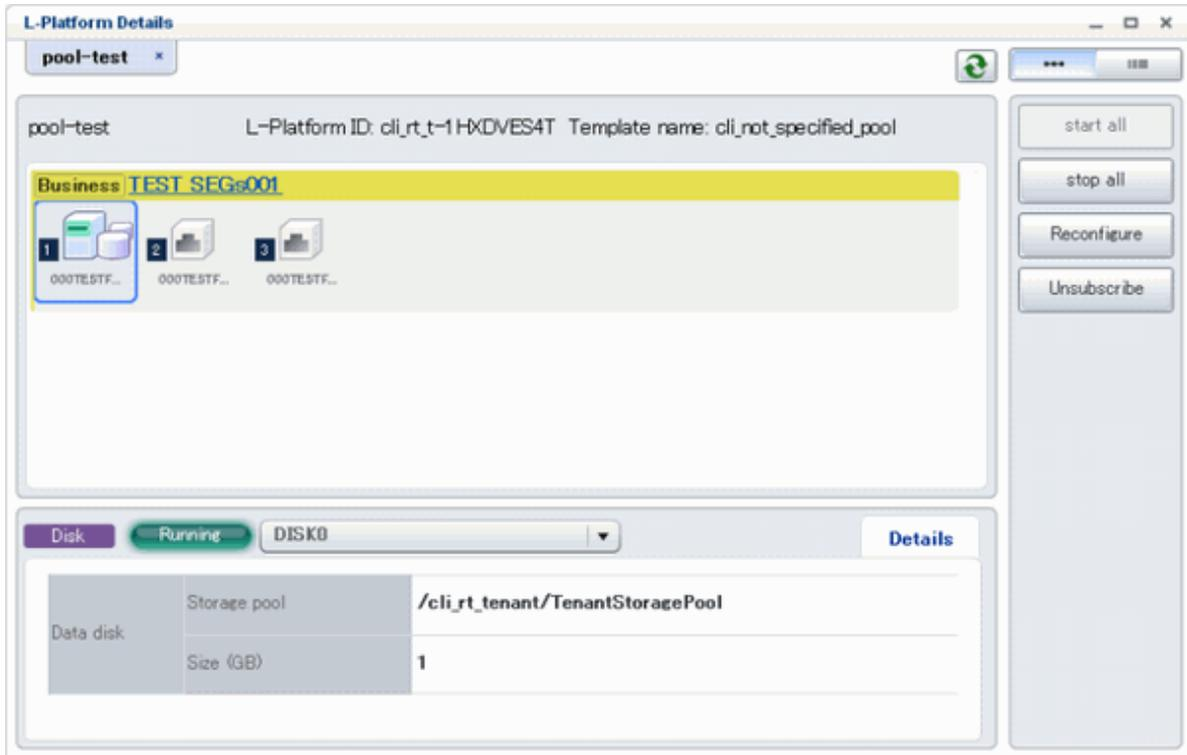 L-Platform Details
pool-test ×
pool-test L-Platform ID: cli_rt_t-1HXDVES4T Template name: cli_not_specified_pool
start all
stop all
Reconfigure
Unsubscribe
Business TEST SEGs001
1 2 3
000TESTF... 000TESTF... 000TESTF...
Disk Running DISK0 Details
Data disk
Storage pool /cli_rt_tenant/TenantStoragePool
Size (GB) 1